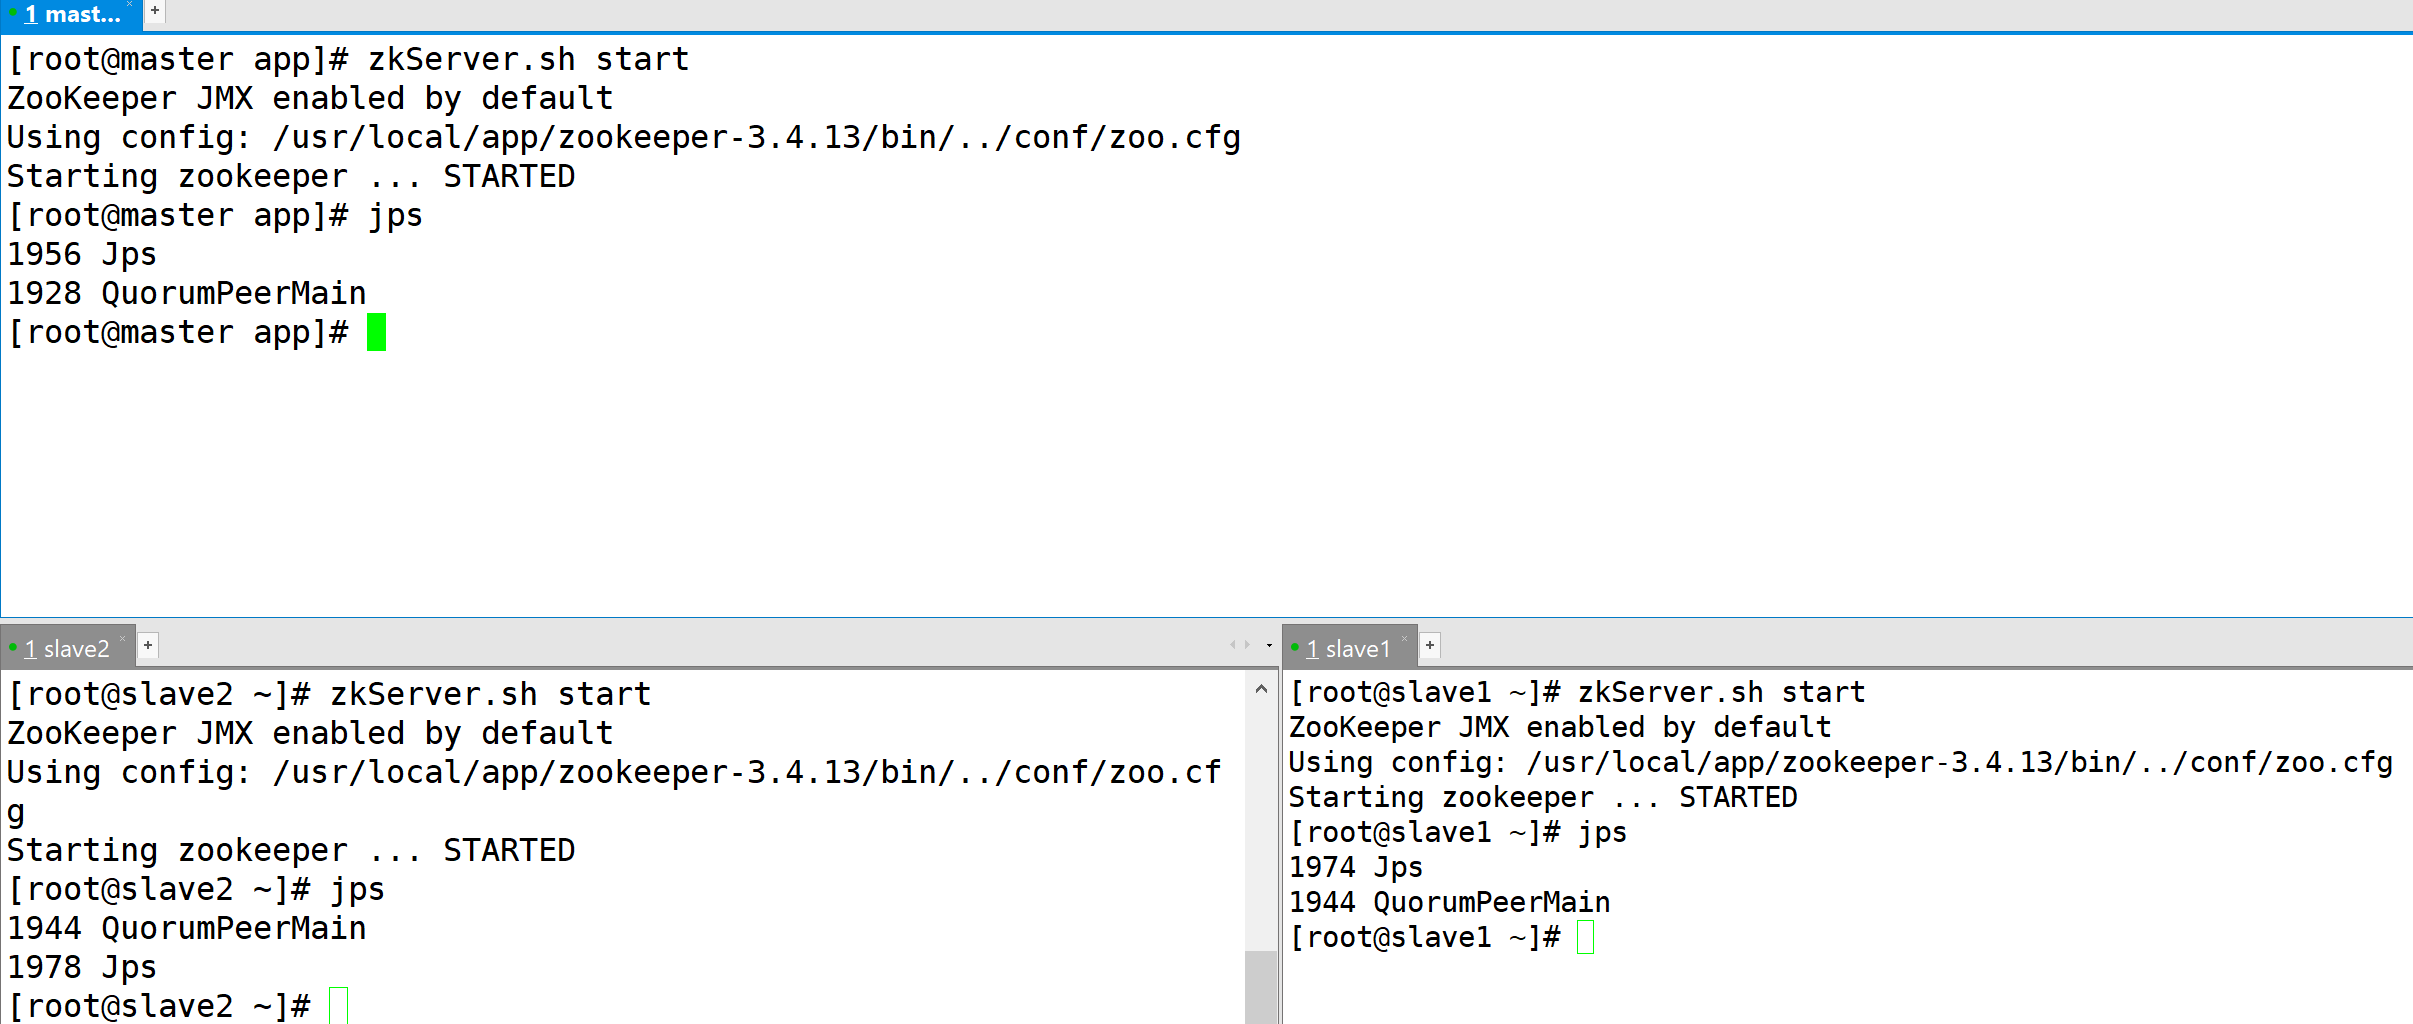 1 mast...
+
[root@master app]# zkServer.sh start
ZooKeeper JMX enabled by default
Using config: /usr/local/app/zookeeper-3.4.13/bin/../conf/zoo.cfg
Starting zookeeper ... STARTED
[root@master app]# jps
1956 Jps
1928 QuorumPeerMain
[root@master app]#
1 slave2
+
[root@slave2 ~]# zkServer.sh start
ZooKeeper JMX enabled by default
Using config: /usr/local/app/zookeeper-3.4.13/bin/../conf/zoo.cf
g
Starting zookeeper ... STARTED
[root@slave2 ~]# jps
1944 QuorumPeerMain
1978 Jps
[root@slave2 ~]#
1 slave1
+
[root@slave1 ~]# zkServer.sh start
ZooKeeper JMX enabled by default
Using config: /usr/local/app/zookeeper-3.4.13/bin/../conf/zoo.cfg
Starting zookeeper ... STARTED
[root@slave1 ~]# jps
1974 Jps
1944 QuorumPeerMain
[root@slave1 ~]#